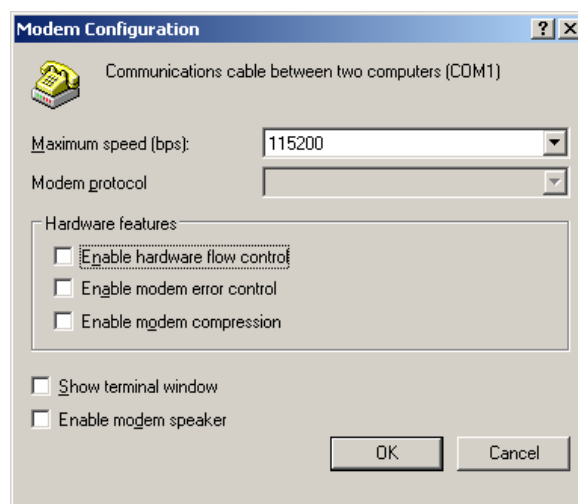 Modem Configuration
Communications cable between two computers (COM1)
Maximum speed (bps): 115200
Modem protocol
Hardware features
Enable hardware flow control
Enable modem error control
Enable modem compression
Show terminal window
Enable modem speaker
OK Cancel